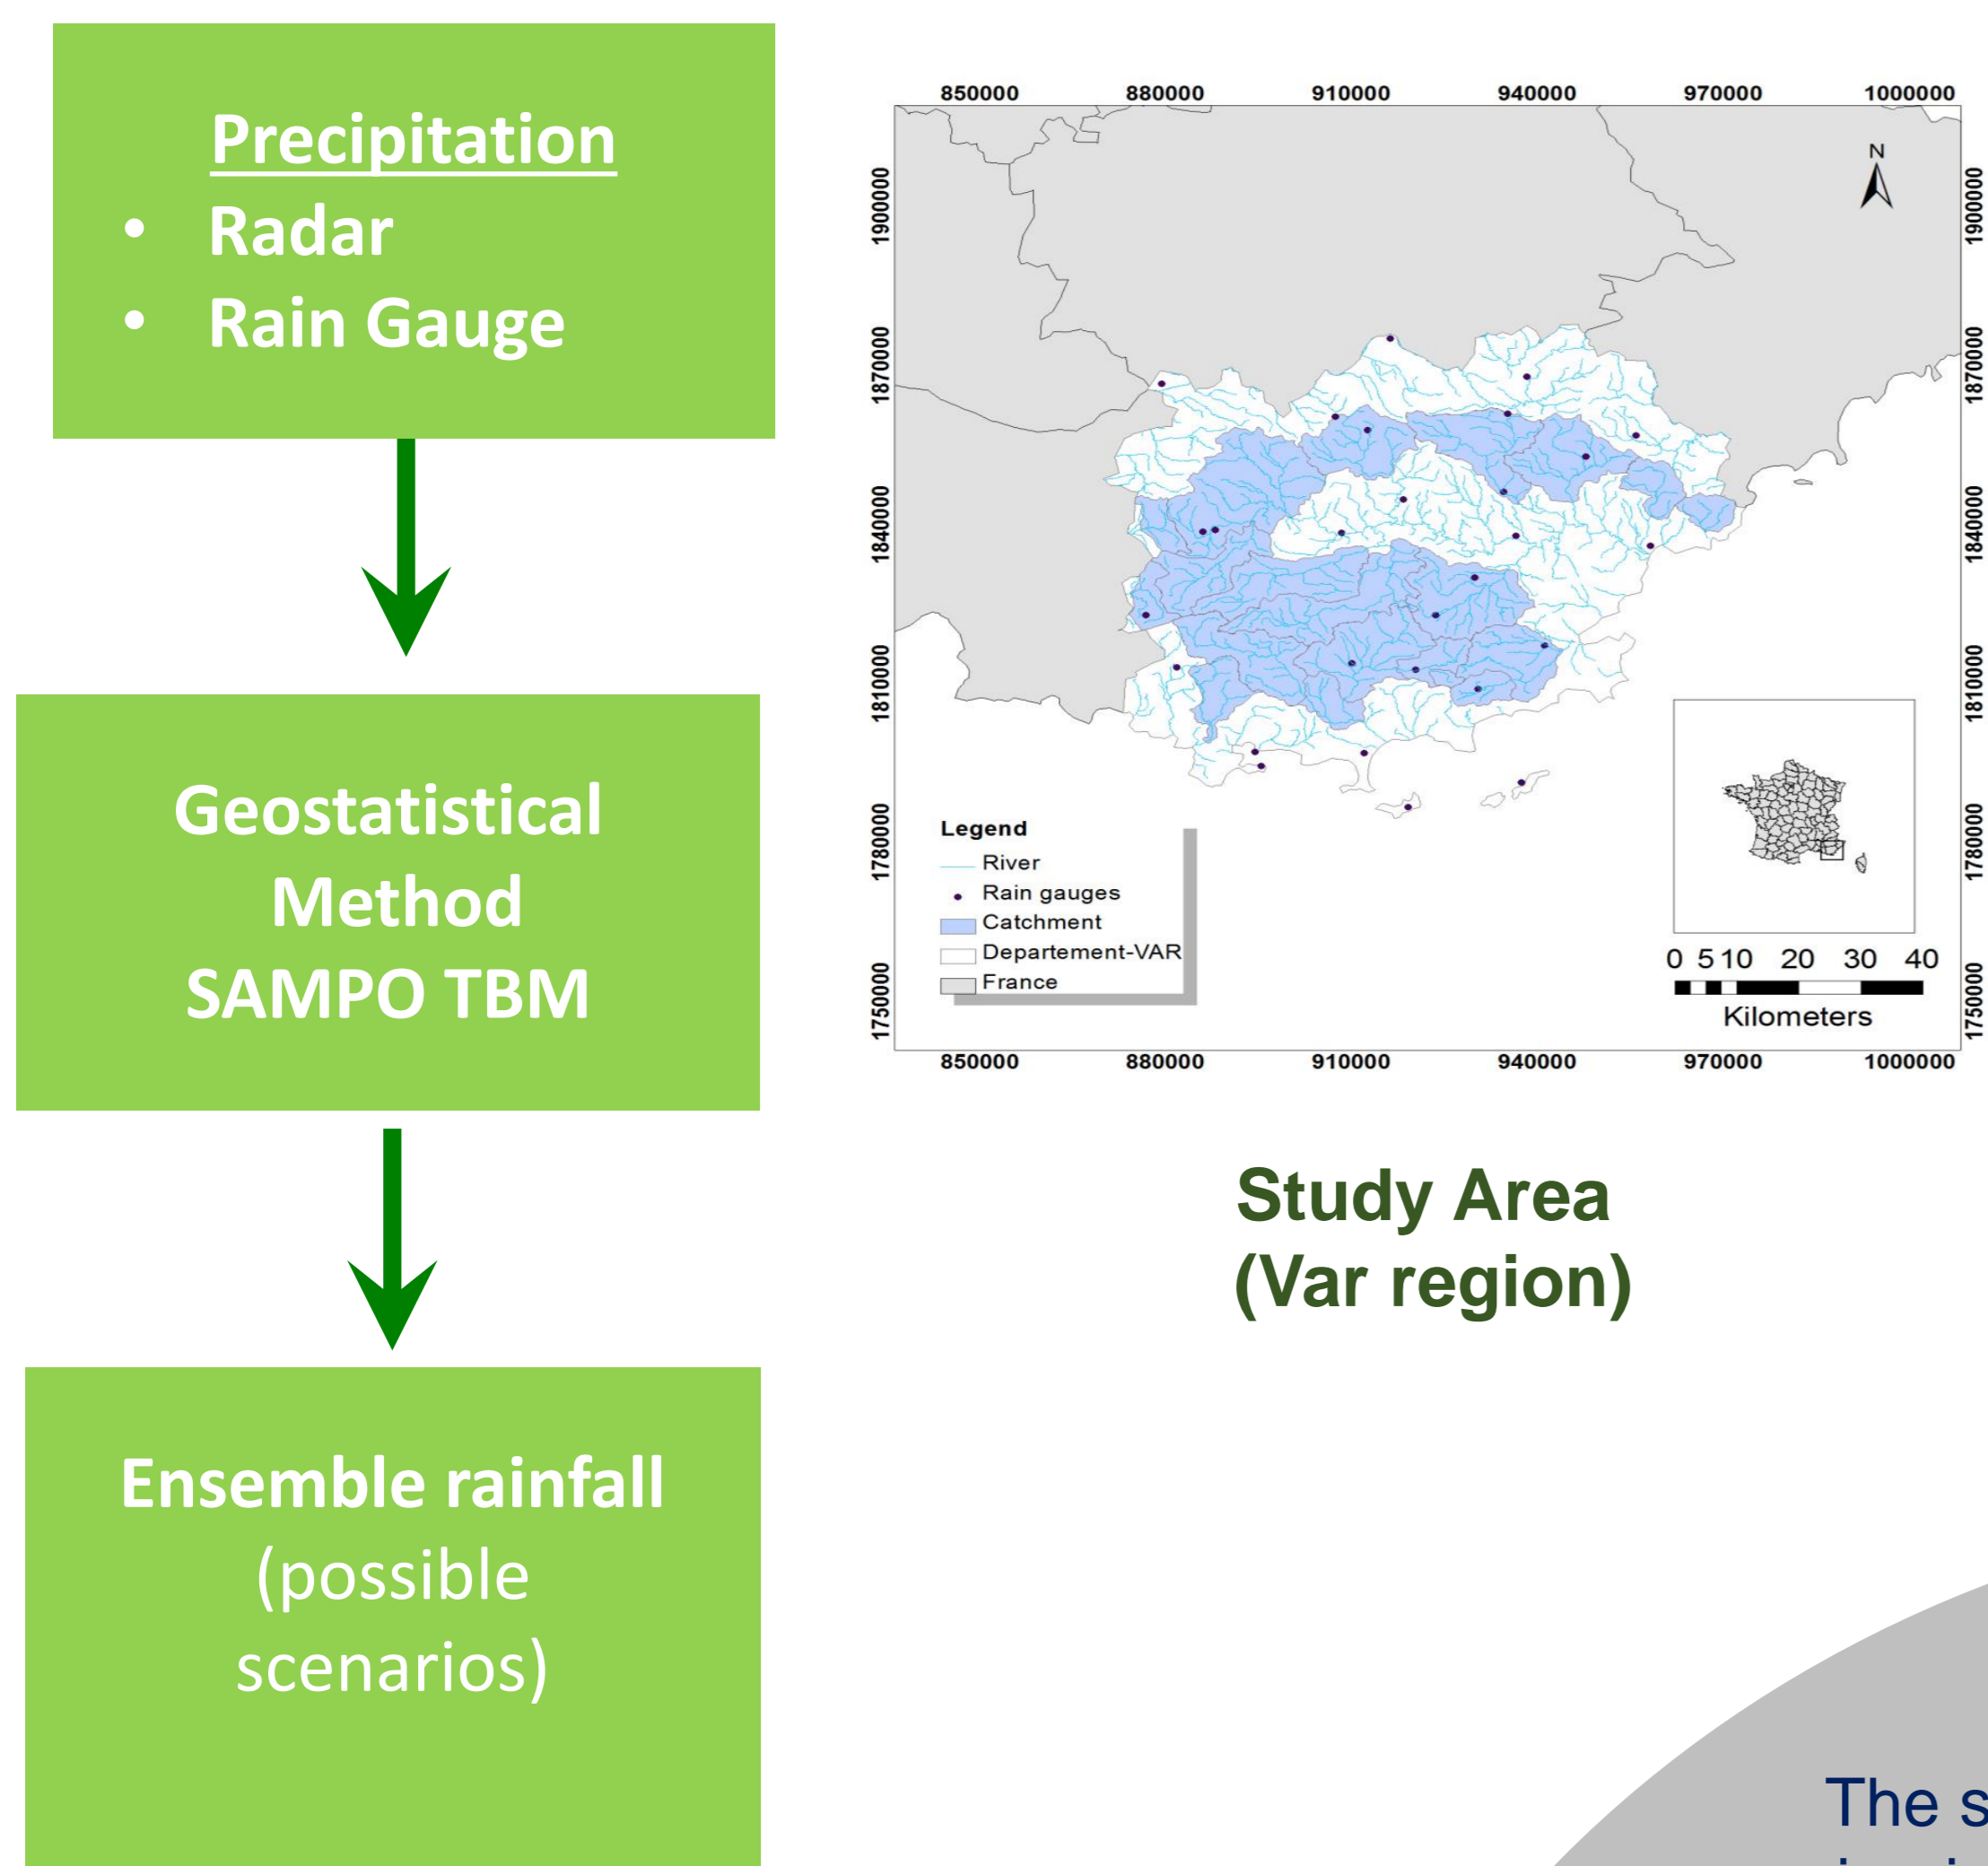 Precipitation
• Radar
• Rain Gauge
Geostatistical
Method
SAMPO TBM
Ensemble rainfall
(possible
scenarios)
850000 880000 910000 940000 970000 1000000
1900000 1870000 1840000 1810000 1780000 1750000
N
1900000 1870000 1840000 1810000 1780000 1750000
Legend
River
Rain gauges
Catchment
Departement-VAR
France
0 5 10 20 30 40
Kilometers
850000 880000 910000 940000 970000 1000000
Study Area
(Var region)
The s